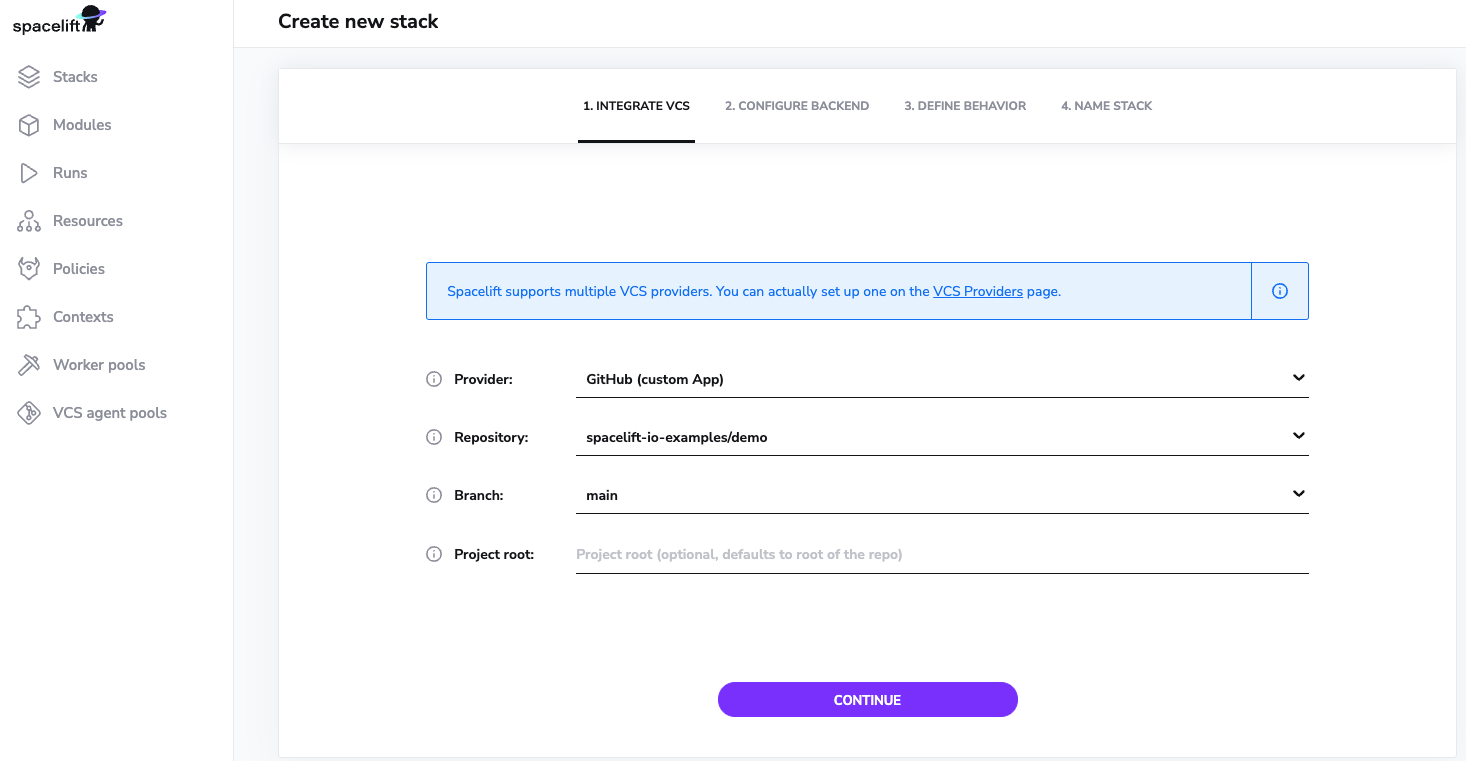 spacelift
Create new stack
Stacks
Modules
Runs
Resources
Policies
Contexts
Worker pools
VCS agent pools
1. INTEGRATE VCS 2. CONFIGURE BACKEND 3. DEFINE BEHAVIOR 4. NAME STACK
Spacelift supports multiple VCS providers. You can actually set up one on the VCS Providers page.
Provider: GitHub (custom App)
Repository: spacelift-io-examples/demo
Branch: main
Project root: Project root (optional, defaults to root of the repo)
CONTINUE